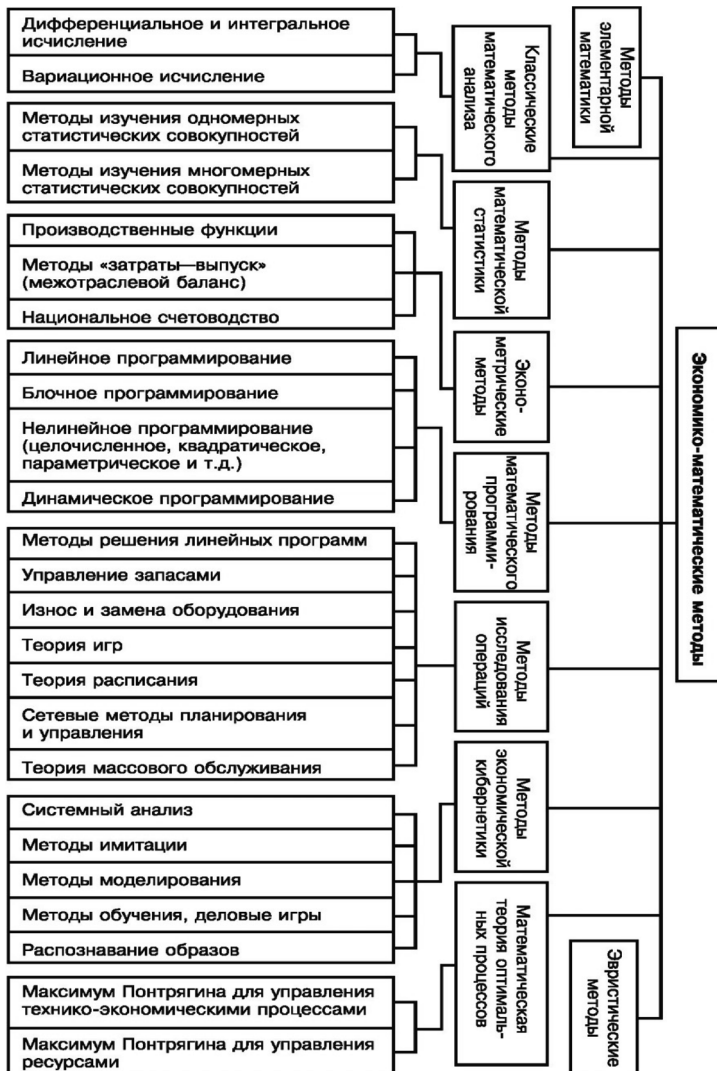 Экономико-математические методы
Методы
элементарной
математики
Классические
методы
математического
анализа
Дифференциальное и интегральное
исчисление
Вариационное исчисление
Методы
математической
статистики
Методы изучения одномерных
статистических совокупностей
Методы изучения многомерных
статистических совокупностей
Эконо-
метрические
методы
Производственные функции
Методы «затраты—выпуск»
(межотраслевой баланс)
Национальное счетоводство
Методы
математического
программи-
рования
Линейное программирование
Блочное программирование
Нелинейное программирование
(целочисленное, квадратическое,
параметрическое и т.д.)
Динамическое программирование
Методы
исследования
операций
Методы решения линейных программ
Управление запасами
Износ и замена оборудования
Теория игр
Теория расписания
Сетевые методы планирования
и управления
Теория массового обслуживания
Методы
экономической
кибернетики
Системный анализ
Методы имитации
Методы моделирования
Методы обучения, деловые игры
Распознавание образов
Математическая
теория оптималь-
ных процессов
Максимум Понтрягина для управления
технико-экономическими процессами
Максимум Понтрягина для управления
ресурсами
Эвристические
методы